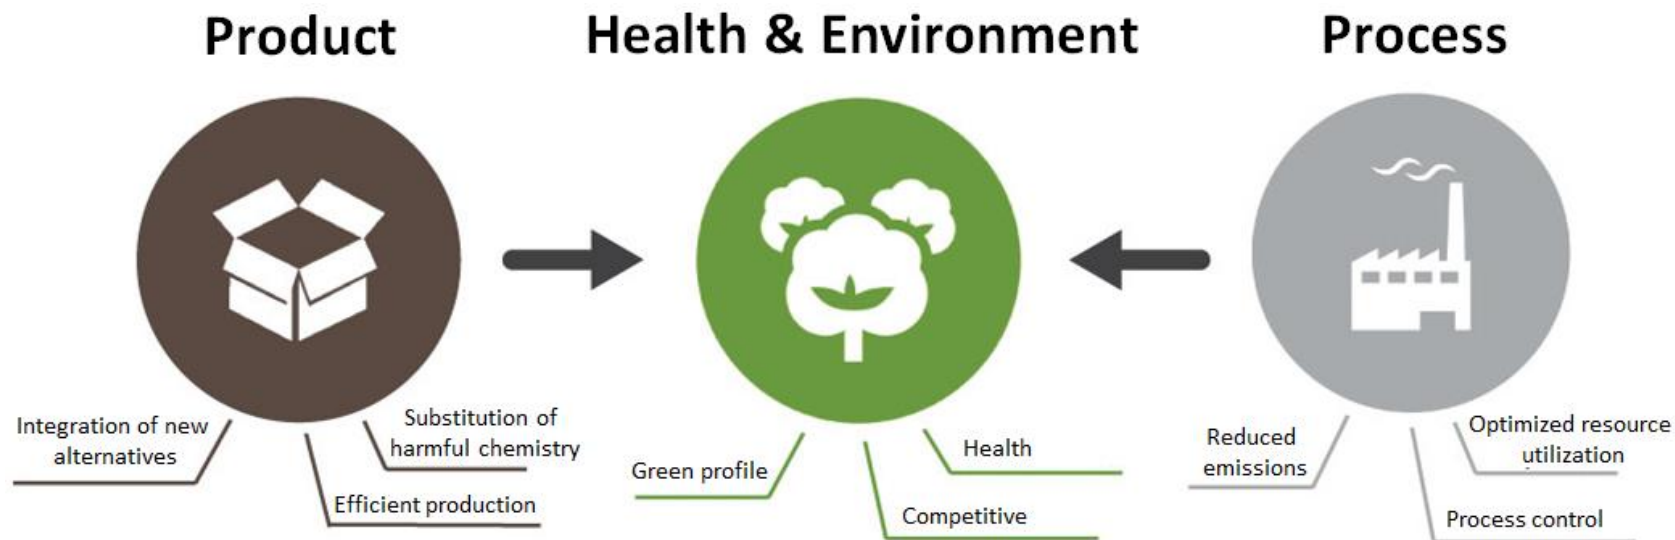 Product
Health & Environment
Process
Integration of new
alternatives
Substitution of
harmful chemistry
Efficient production
Green profile
Health
Competitive
Reduced
emissions
Optimized resource
utilization
Process control